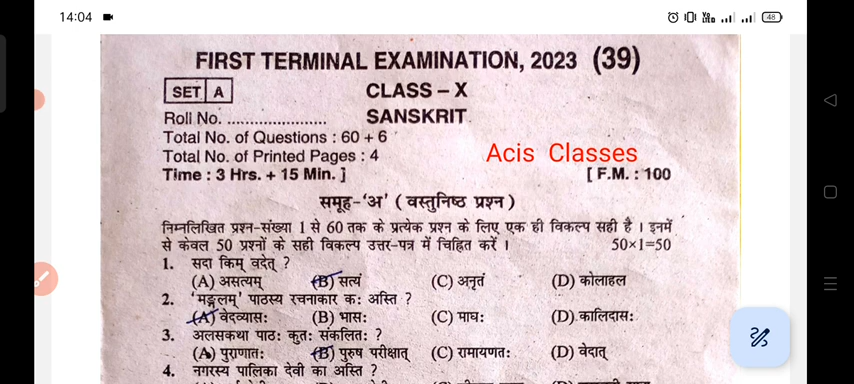 14:04
48
FIRST TERMINAL EXAMINATION, 2023 (39)
SET A
CLASS – X
Roll No. ......................
SANSKRIT
Total No. of Questions : 60 + 6
Total No. of Printed Pages : 4
Acis Classes
Time : 3 Hrs. + 15 Min. ]
[ F.M. : 100
समूह-'अ' ( वस्तुनिष्ठ प्रश्न )
निम्नलिखित प्रश्न-संख्या 1 से 60 तक के प्रत्येक प्रश्न के लिए एक ही विकल्प सही है । इनमें
से केवल 50 प्रश्नों के सही विकल्प उत्तर-पत्र में चिह्नित करें । 50×1=50
1. सदा किम् वदेत् ?
(A) असत्यम् (B) सत्यं (C) अनृतं (D) कोलाहल
2. 'मङ्गलम्' पाठस्य रचनाकार कः अस्ति ?
(A) वेदव्यासः (B) भासः (C) माघः (D) कालिदासः
3. अलसकथा पाठः कुतः संकलितः ?
(A) पुराणातः (B) पुरुष परीक्षात् (C) रामायणतः (D) वेदात्
4. नगरस्य पालिका देवी का अस्ति ?